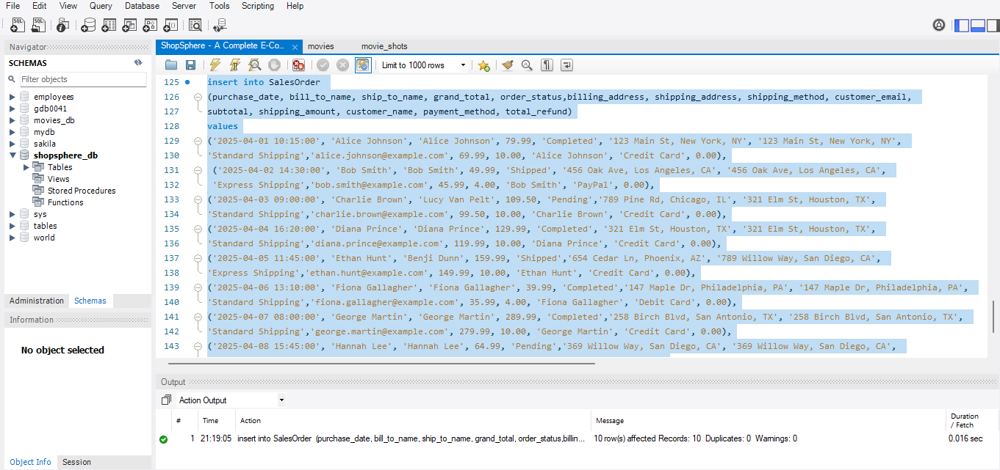 File Edit View Query Database Server Tools Scripting Help
Navigator
SCHEMAS
Filter objects
employees
gdb0041
movies_db
mydb
sakila
shopsphere_db
Tables
Views
Stored Procedures
Functions
sys
tables
world
Administration Schemas
Information
No object selected
Object Info Session
ShopSphere - A Complete E-Co... movies movie_shots
Limit to 1000 rows
125 insert into SalesOrder
126 (purchase_date, bill_to_name, ship_to_name, grand_total, order_status,billing_address, shipping_address, shipping_method, customer_email,
127 subtotal, shipping_amount, customer_name, payment_method, total_refund)
128 values
129 ('2025-04-01 10:15:00', 'Alice Johnson', 'Alice Johnson', 79.99, 'Completed', '123 Main St, New York, NY', '123 Main St, New York, NY',
130 'Standard Shipping','alice.johnson@example.com', 69.99, 10.00, 'Alice Johnson', 'Credit Card', 0.00),
131 ('2025-04-02 14:30:00', 'Bob Smith', 'Bob Smith', 49.99, 'Shipped', '456 Oak Ave, Los Angeles, CA', '456 Oak Ave, Los Angeles, CA',
132 'Express Shipping','bob.smith@example.com', 45.99, 4.00, 'Bob Smith', 'PayPal', 0.00),
133 ('2025-04-03 09:00:00', 'Charlie Brown', 'Lucy Van Pelt', 109.50, 'Pending','789 Pine Rd, Chicago, IL', '321 Elm St, Houston, TX',
134 'Standard Shipping','charlie.brown@example.com', 99.50, 10.00, 'Charlie Brown', 'Credit Card', 0.00),
135 ('2025-04-04 16:20:00', 'Diana Prince', 'Diana Prince', 129.99, 'Completed', '321 Elm St, Houston, TX', '321 Elm St, Houston, TX',
136 'Standard Shipping','diana.prince@example.com', 119.99, 10.00, 'Diana Prince', 'Credit Card', 0.00),
137 ('2025-04-05 11:45:00', 'Ethan Hunt', 'Benji Dunn', 159.99, 'Shipped','654 Cedar Ln, Phoenix, AZ', '789 Willow Way, San Diego, CA',
138 'Express Shipping','ethan.hunt@example.com', 149.99, 10.00, 'Ethan Hunt', 'Credit Card', 0.00),
139 ('2025-04-06 13:10:00', 'Fiona Gallagher', 'Fiona Gallagher', 39.99, 'Completed','147 Maple Dr, Philadelphia, PA', '147 Maple Dr, Philadelphia, PA',
140 'Standard Shipping','fiona.gallagher@example.com', 35.99, 4.00, 'Fiona Gallagher', 'Debit Card', 0.00),
141 ('2025-04-07 08:00:00', 'George Martin', 'George Martin', 289.99, 'Completed','258 Birch Blvd, San Antonio, TX', '258 Birch Blvd, San Antonio, TX',
142 'Standard Shipping','george.martin@example.com', 279.99, 10.00, 'George Martin', 'Credit Card', 0.00),
143 ('2025-04-08 15:45:00', 'Hannah Lee', 'Hannah Lee', 64.99, 'Pending','369 Willow Way, San Diego, CA', '369 Willow Way, San Diego, CA',
Output
Action Output
# Time Action Message Duration / Fetch
1 21:19:05 insert into SalesOrder (purchase_date, bill_to_name, ship_to_name, grand_total, order_status,billin... 10 row(s) affected Records: 10 Duplicates: 0 Warnings: 0 0.016 sec